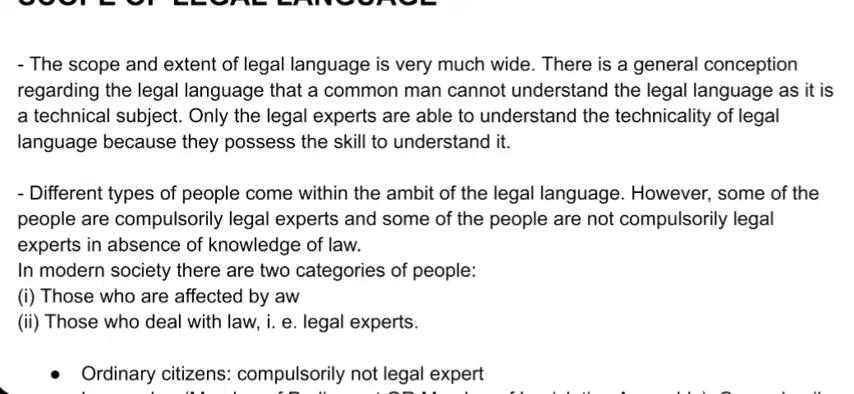 SCOPE OF LEGAL LANGUAGE
- The scope and extent of legal language is very much wide. There is a general conception
regarding the legal language that a common man cannot understand the legal language as it is
a technical subject. Only the legal experts are able to understand the technicality of legal
language because they possess the skill to understand it.
- Different types of people come within the ambit of the legal language. However, some of the
people are compulsorily legal experts and some of the people are not compulsorily legal
experts in absence of knowledge of law.
In modern society there are two categories of people:
(i) Those who are affected by aw
(ii) Those who deal with law, i. e. legal experts.
● Ordinary citizens: compulsorily not legal expert